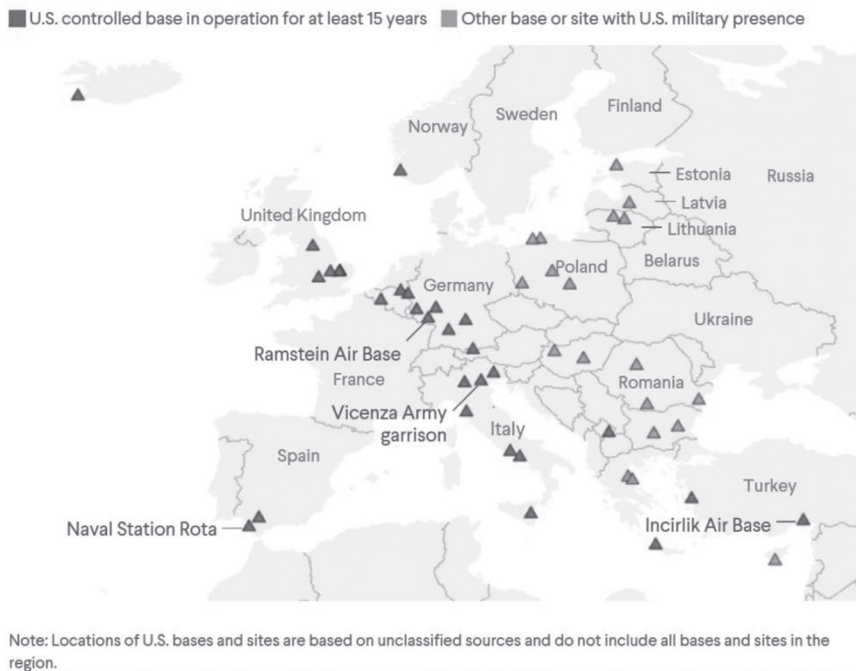 U.S. controlled base in operation for at least 15 years
Other base or site with U.S. military presence
Finland
Sweden
Norway
Estonia
Russia
Latvia
United Kingdom
Lithuania
Belarus
Poland
Germany
Ukraine
Ramstein Air Base
France
Romania
Vicenza Army
garrison
Italy
Spain
Turkey
Naval Station Rota
Incirlik Air Base
Note: Locations of U.S. bases and sites are based on unclassified sources and do not include all bases and sites in the
region.